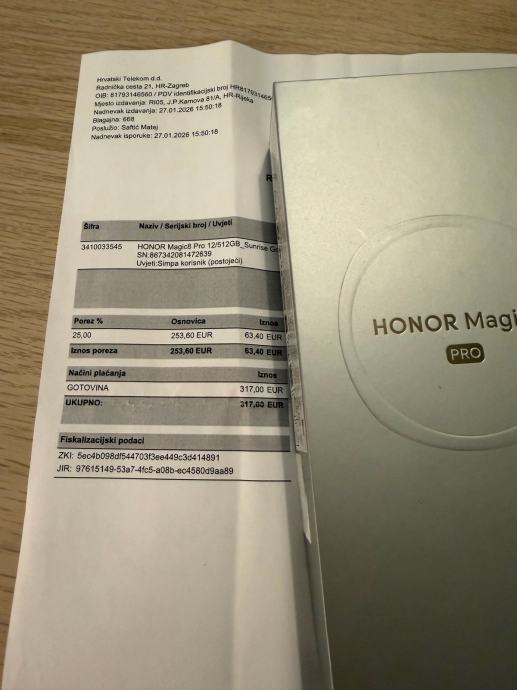 Hrvatski Telekom d.d.
Radnička cesta 21, HR-Zagreb
OIB: 81793146560 / PDV identifikacijski broj HR8179314656
Mjesto izdavanja: RI05, J.P.Kamova 81/A, HR-Rijeka
Nadnevak izdavanja: 27.01.2026 15:50:18
Blagajna: 668
Poslužio: Saftić Matej
Nadnevak isporuke: 27.01.2026 15:50:18
R
Šifra Naziv / Serijski broj / Uvjeti
3410033545 HONOR Magic8 Pro 12/512GB_Sunrise Go
SN:867342081472639
Uvjeti:Simpa korisnik (postojeći)
Porez % Osnovica Iznos
25,00 253,60 EUR 63,40 EUR
Iznos poreza 253,60 EUR 63,40 EUR
Načini plaćanja Iznos
GOTOVINA 317,00 EUR
UKUPNO: 317,00 EUR
Fiskalizacijski podaci
ZKI: 5ec4b098df544703f3ee449c3d414891
JIR: 97615149-53a7-4fc5-a08b-ec4580d9aa89
HONOR Magic
PRO